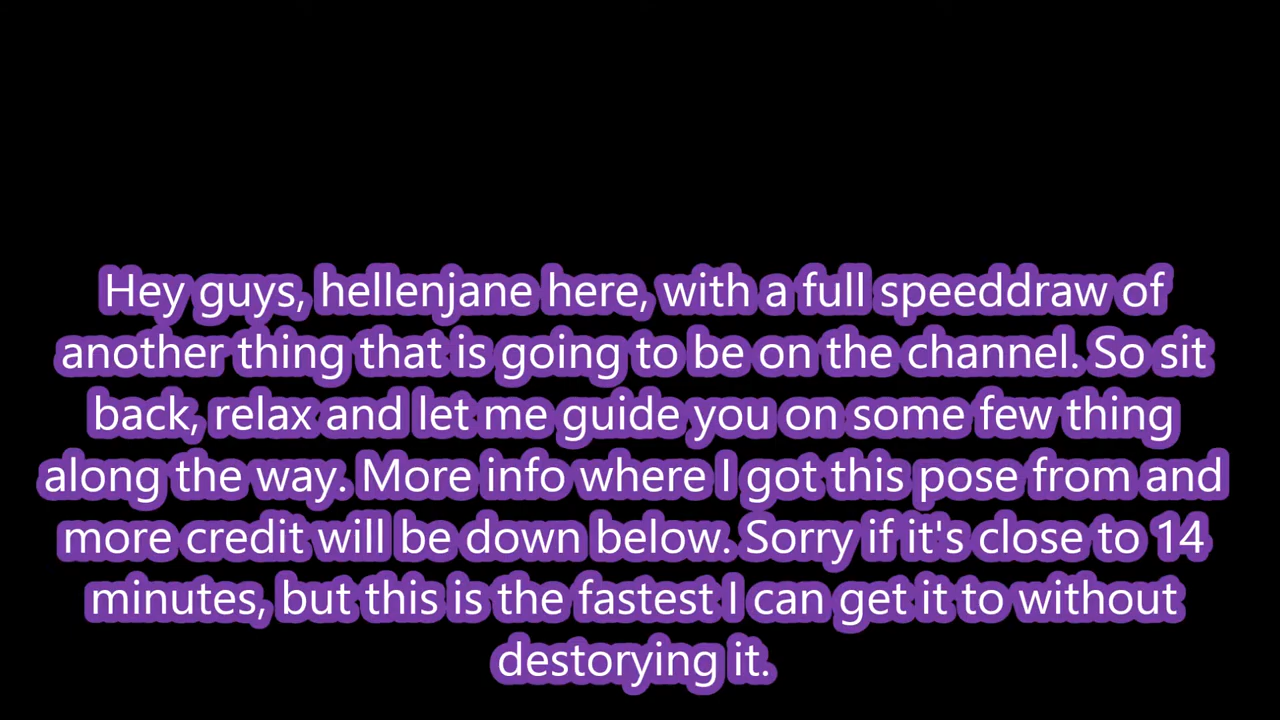 Hey guys, hellenjane here, with a full speeddraw of
another thing that is going to be on the channel. So sit
back, relax and let me guide you on some few thing
along the way. More info where I got this pose from and
more credit will be down below. Sorry if it's close to 14
minutes, but this is the fastest I can get it to without
destorying it.